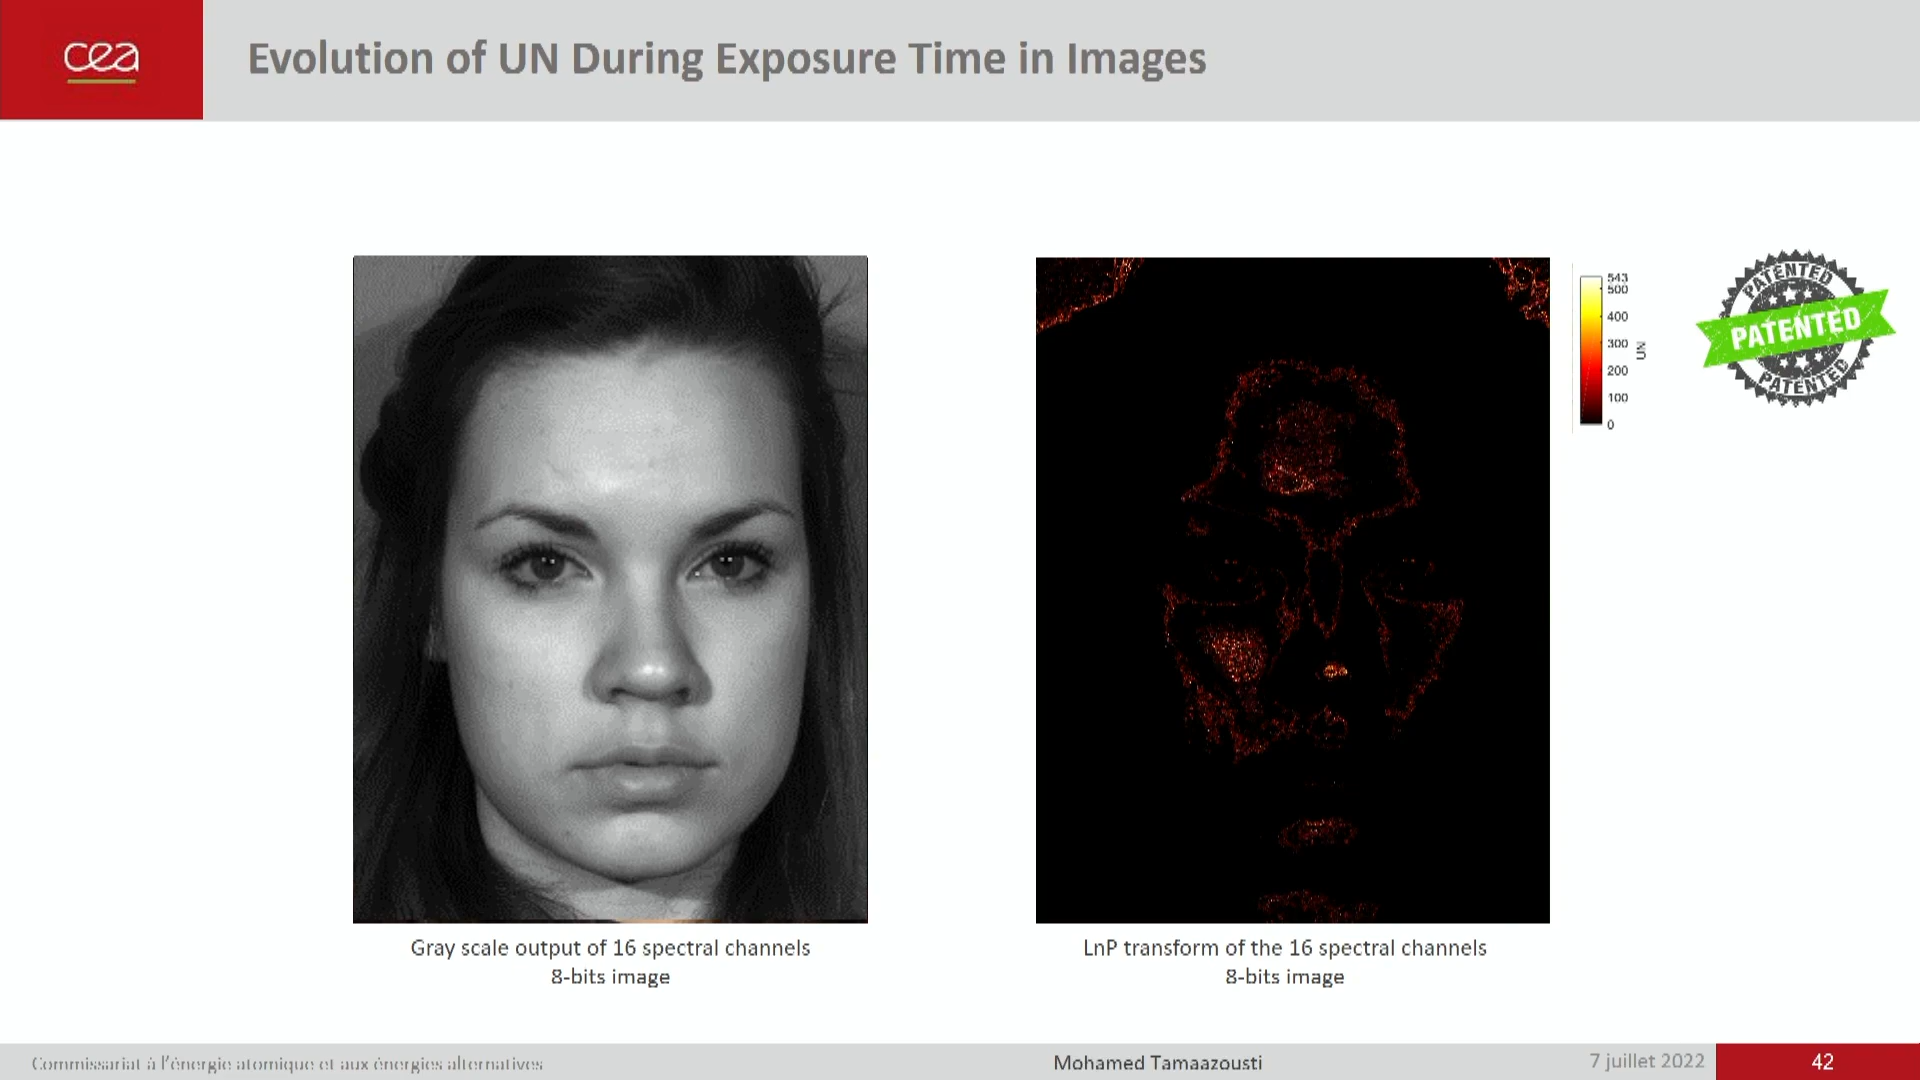 cea
Evolution of UN During Exposure Time in Images
543
500
400
300
200
100
0
UN
PATENTED
PATENTED
PATENTED
Gray scale output of 16 spectral channels
8-bits image
LnP transform of the 16 spectral channels
8-bits image
Commissariat à l'énergie atomique et aux énergies alternatives
Mohamed Tamaazousti
7 juillet 2022
42